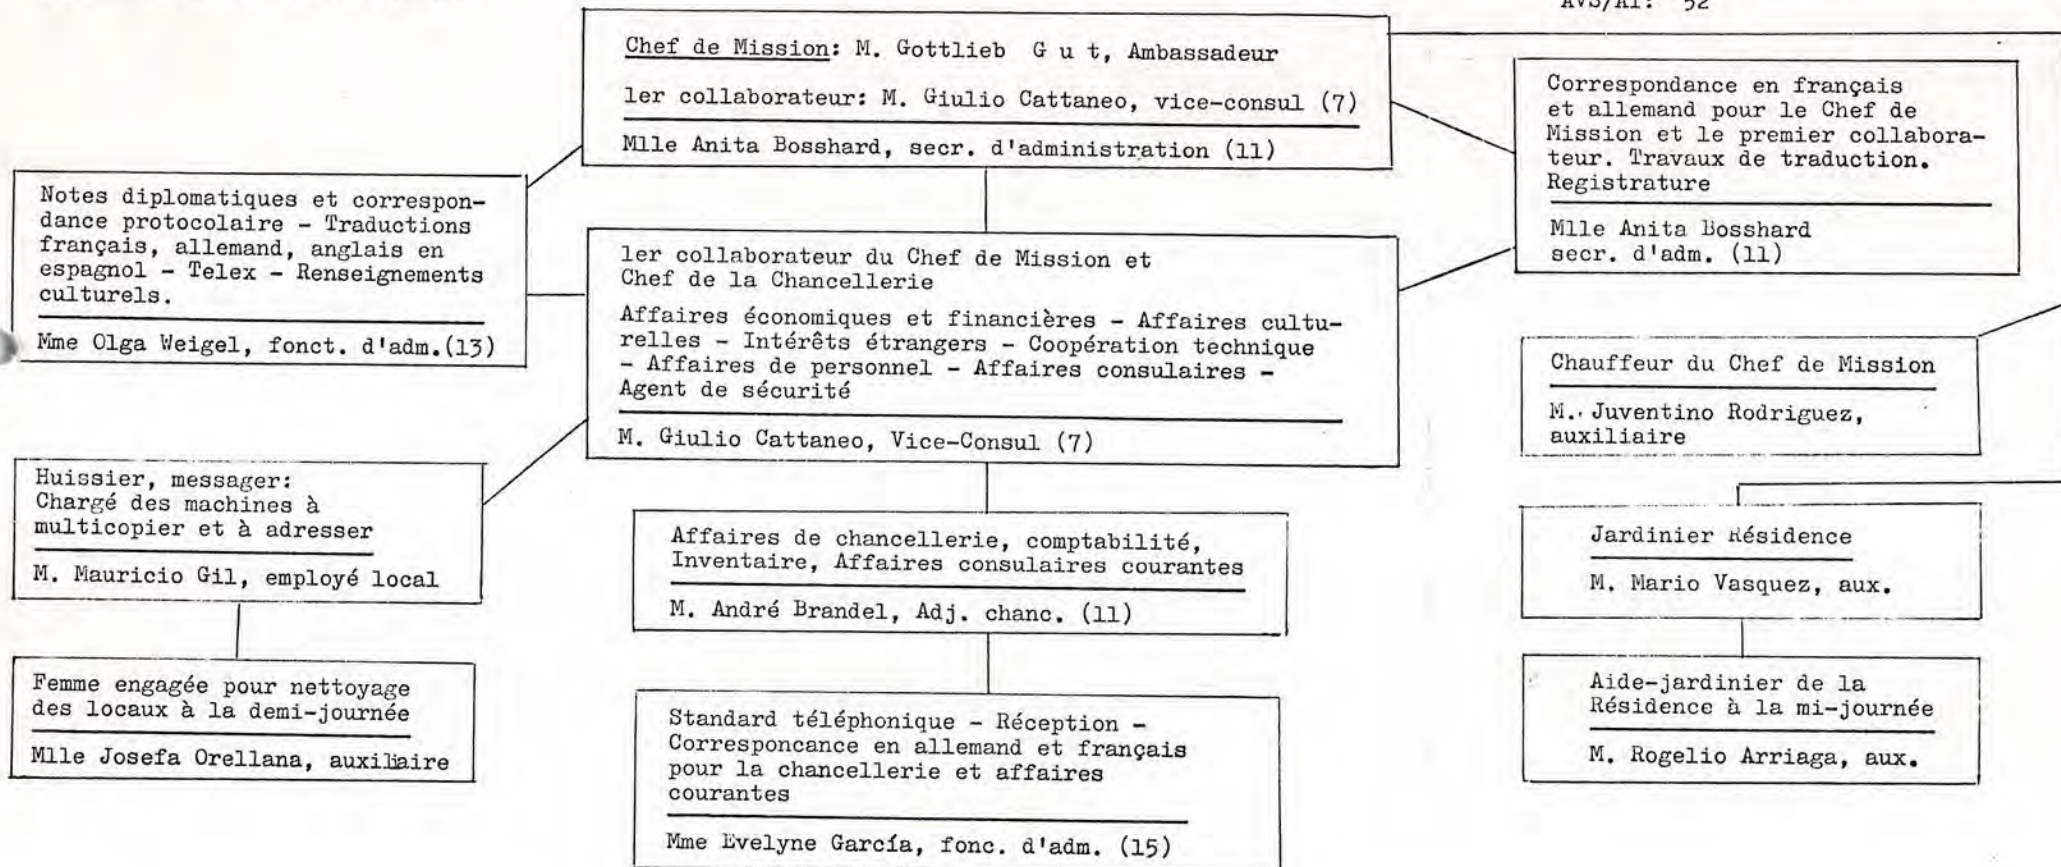 AVS/AI: 52
Chef de Mission: M. Gottlieb G u t, Ambassadeur
1er collaborateur: M. Giulio Cattaneo, vice-consul (7)
Mlle Anita Bosshard, secr. d'administration (11)
Correspondance en français
et allemand pour le Chef de
Mission et le premier collabora-
teur. Travaux de traduction.
Registrature
Mlle Anita Bosshard
secr. d'adm. (11)
Notes diplomatiques et correspon-
dance protocolaire - Traductions
français, allemand, anglais en
espagnol - Telex - Renseignements
culturels.
Mme Olga Weigel, fonct. d'adm.(13)
1er collaborateur du Chef de Mission et
Chef de la Chancellerie
Affaires économiques et financières - Affaires cultu-
relles - Intérêts étrangers - Coopération technique
- Affaires de personnel - Affaires consulaires -
Agent de sécurité
M. Giulio Cattaneo, Vice-Consul (7)
Chauffeur du Chef de Mission
M. Juventino Rodriguez,
auxiliaire
Huissier, messager:
Chargé des machines à
multicopier et à adresser
M. Mauricio Gil, employé local
Affaires de chancellerie, comptabilité,
Inventaire, Affaires consulaires courantes
M. André Brandel, Adj. chanc. (11)
Jardinier Résidence
M. Mario Vasquez, aux.
Femme engagée pour nettoyage
des locaux à la demi-journée
Mlle Josefa Orellana, auxiliaire
Standard téléphonique - Réception -
Corresponcance en allemand et français
pour la chancellerie et affaires
courantes
Mme Evelyne García, fonc. d'adm. (15)
Aide-jardinier de la
Résidence à la mi-journée
M. Rogelio Arriaga, aux.